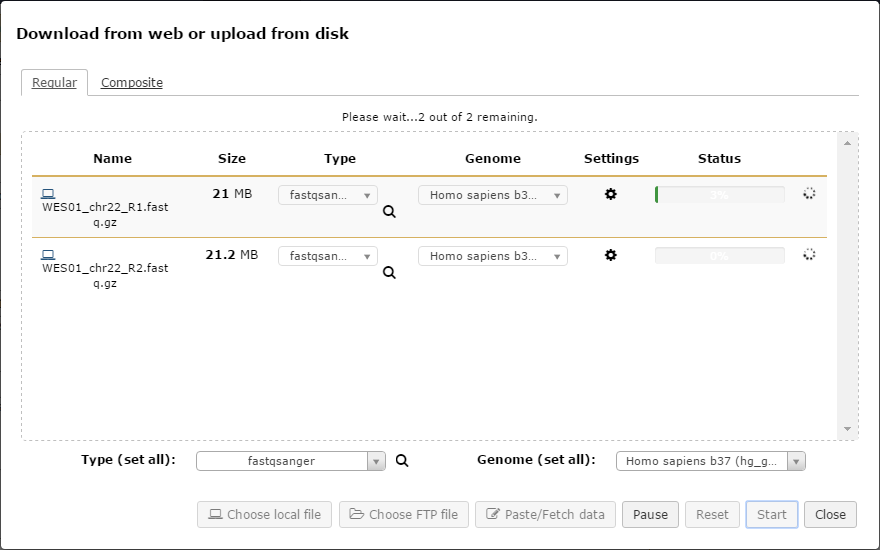 Download from web or upload from disk
Regular Composite
Please wait...2 out of 2 remaining.
Name Size Type Genome Settings Status
WES01_chr22_R1.fast
q.gz
21 MB fastqsan... Homo sapiens b3... 3%
WES01_chr22_R2.fast
q.gz
21.2 MB fastqsan... Homo sapiens b3... 0%
Type (set all): fastqsanger Genome (set all): Homo sapiens b37 (hg_g...
Choose local file Choose FTP file Paste/Fetch data Pause Reset Start Close